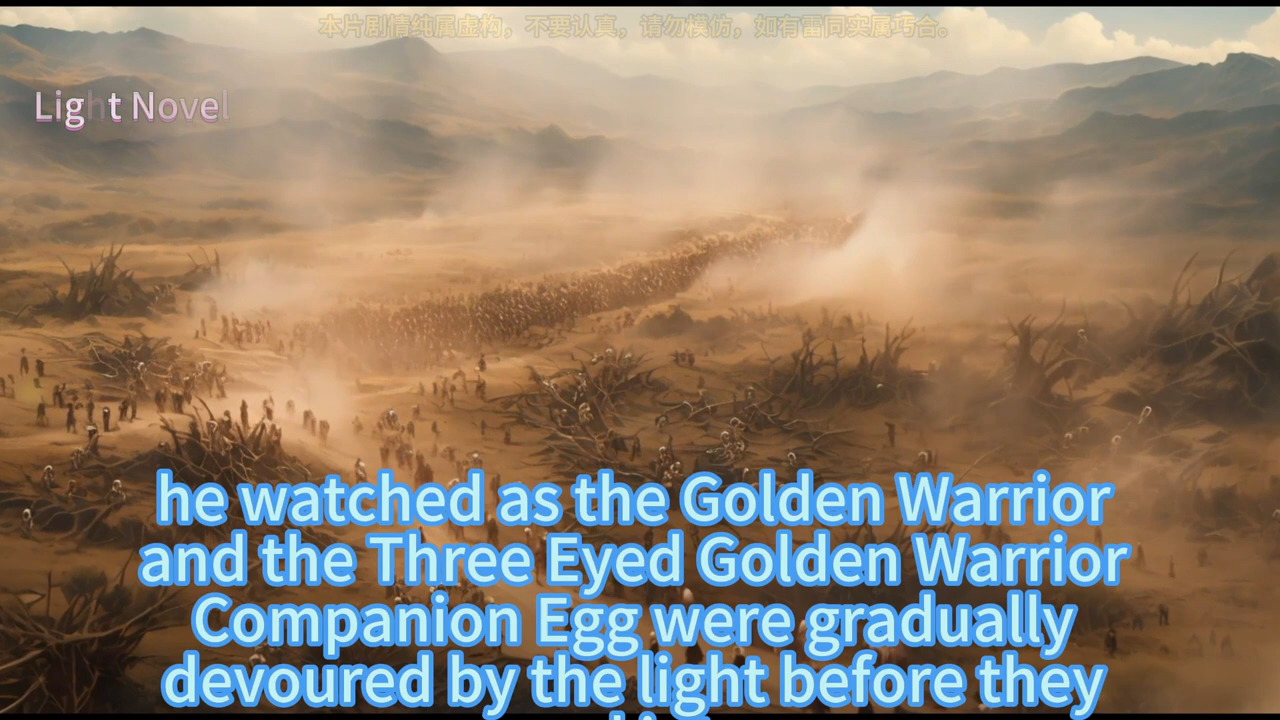 本片剧情纯属虚构，不要认真，请勿模仿，如有雷同实属巧合。
Light Novel
he watched as the Golden Warrior
and the Three Eyed Golden Warrior
Companion Egg were gradually
devoured by the light before they